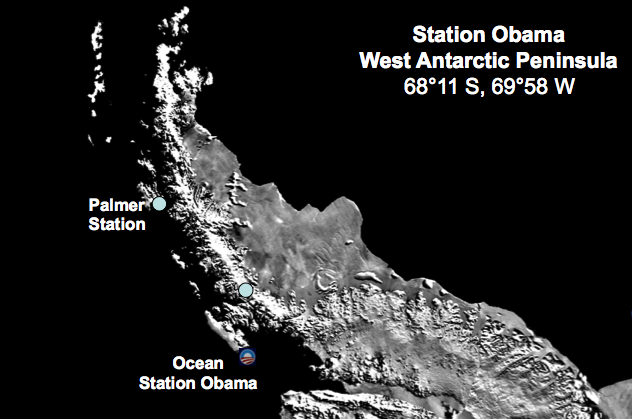 Station Obama
West Antarctic Peninsula
68°11 S, 69°58 W
Palmer
Station
Ocean
Station Obama